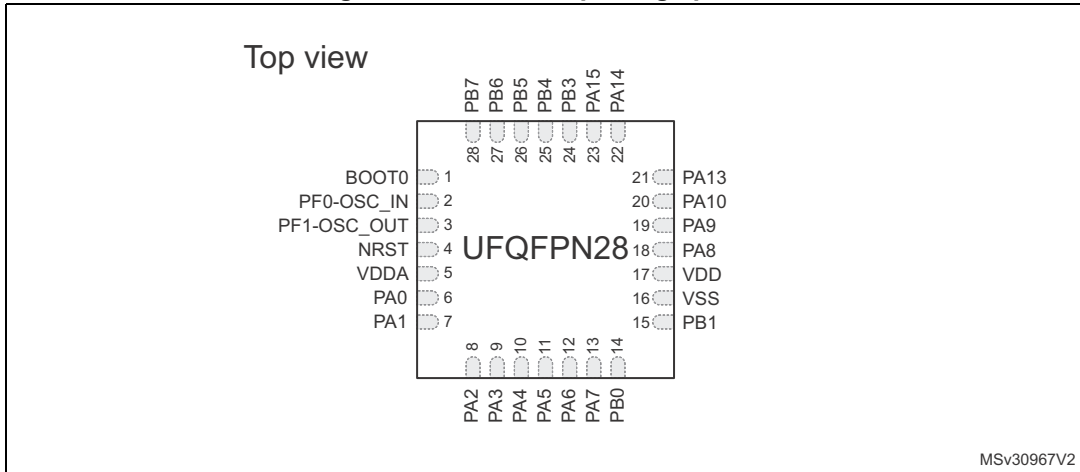 Top view
PB7 PB6 PB5 PB4 PB3 PA15 PA14
28 27 26 25 24 23 22
BOOT0 1
PF0-OSC_IN 2
PF1-OSC_OUT 3
NRST 4
VDDA 5
PA0 6
PA1 7
UFQFPN28
21 PA13
20 PA10
19 PA9
18 PA8
17 VDD
16 VSS
15 PB1
8 9 10 11 12 13 14
PA2 PA3 PA4 PA5 PA6 PA7 PB0
MSv30967V2